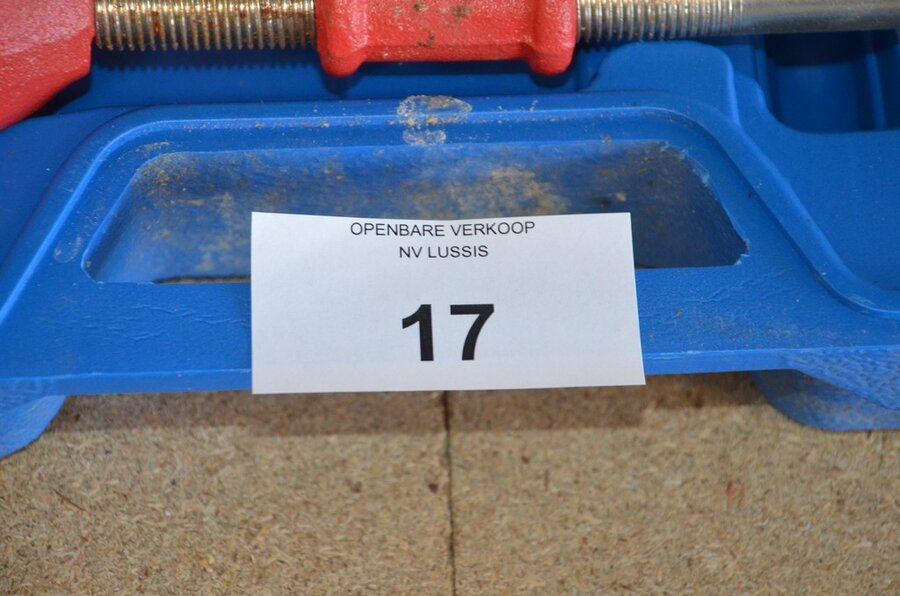 OPENBARE VERKOOP
NV LUSSIS
17